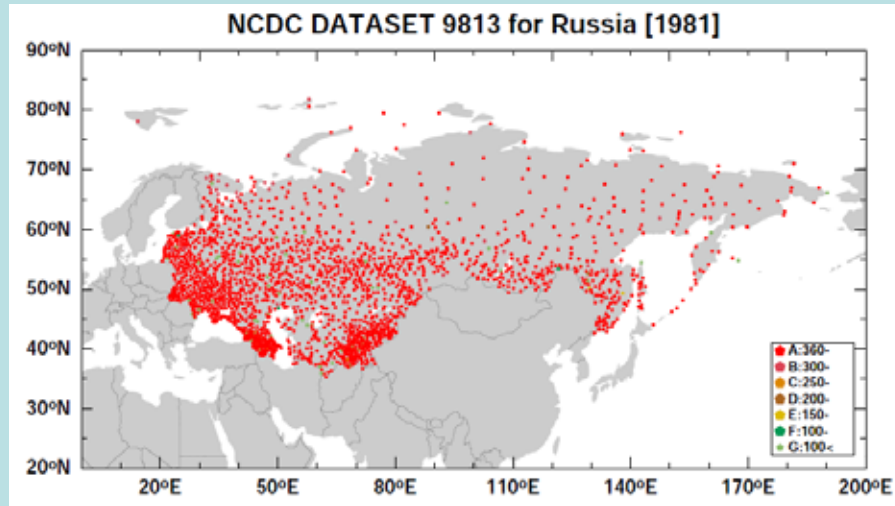 NCDC DATASET 9813 for Russia [1981]
90ºN
80ºN
70ºN
60ºN
50ºN
40ºN
30ºN
20ºN
20ºE 50ºE 80ºE 110ºE 140ºE 170ºE 200ºE
A:360-
B:300-
C:250-
D:200-
E:150-
F:100-
G:100<